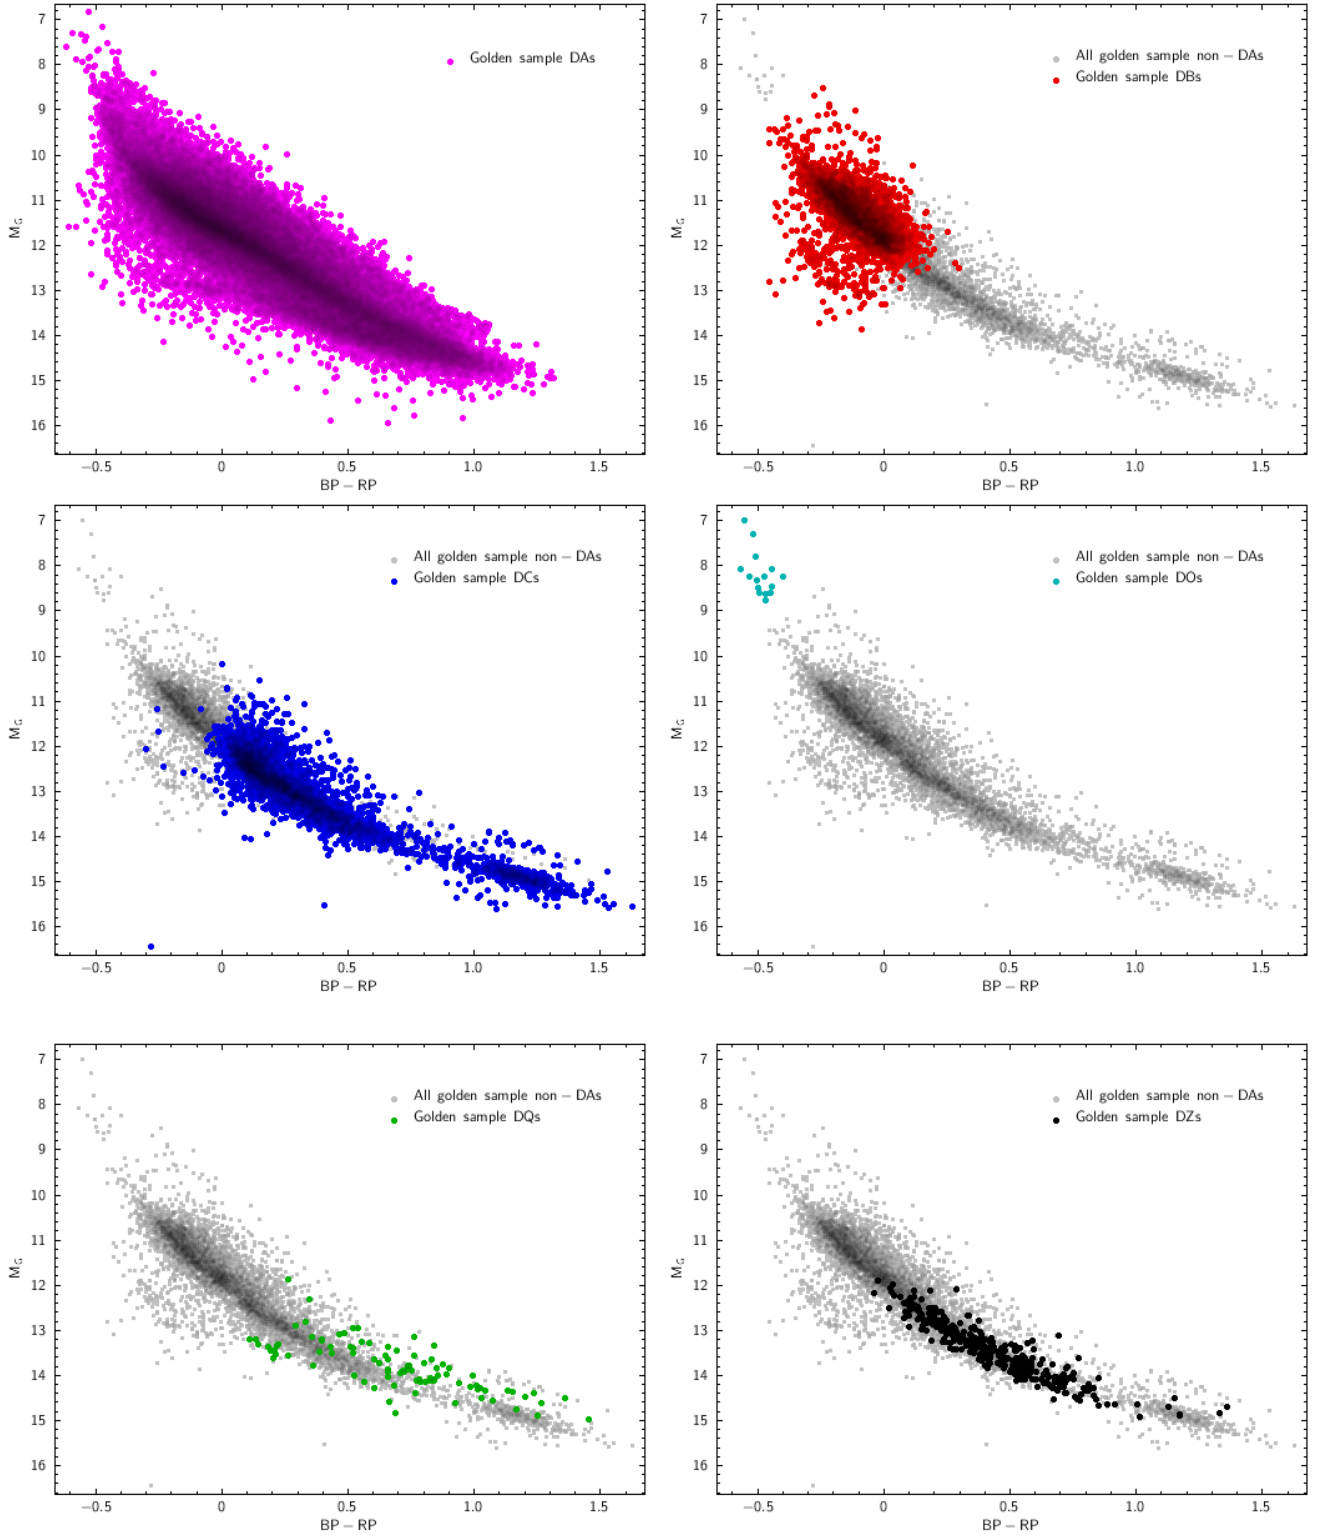 7
8
9
10
11
12
13
14
15
16
M_G
−0.5 0 0.5 1.0 1.5
BP − RP
Golden sample DAs
7
8
9
10
11
12
13
14
15
16
M_G
−0.5 0 0.5 1.0 1.5
BP − RP
All golden sample non − DAs
Golden sample DBs
7
8
9
10
11
12
13
14
15
16
M_G
−0.5 0 0.5 1.0 1.5
BP − RP
All golden sample non − DAs
Golden sample DCs
7
8
9
10
11
12
13
14
15
16
M_G
−0.5 0 0.5 1.0 1.5
BP − RP
All golden sample non − DAs
Golden sample DOs
7
8
9
10
11
12
13
14
15
16
M_G
−0.5 0 0.5 1.0 1.5
BP − RP
All golden sample non − DAs
Golden sample DQs
7
8
9
10
11
12
13
14
15
16
M_G
−0.5 0 0.5 1.0 1.5
BP − RP
All golden sample non − DAs
Golden sample DZs